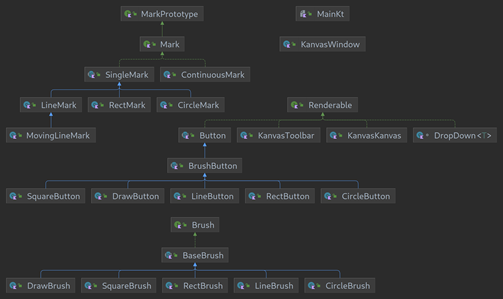 MarkPrototype
MainKt
Mark
KanvasWindow
SingleMark
ContinuousMark
LineMark
RectMark
CircleMark
Renderable
MovingLineMark
Button
KanvasToolbar
KanvasKanvas
DropDown<T>
BrushButton
SquareButton
DrawButton
LineButton
RectButton
CircleButton
Brush
BaseBrush
DrawBrush
SquareBrush
RectBrush
LineBrush
CircleBrush